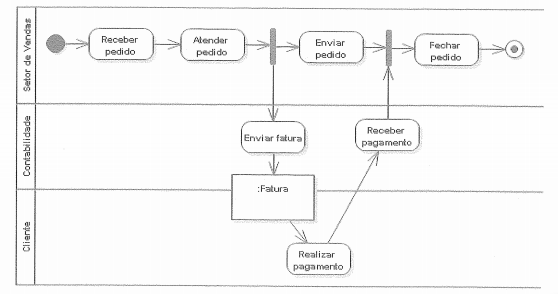 Setor de Vendas
Receber
pedido
Atender
pedido
Enviar
pedido
Fechar
pedido
Contabilidade
Enviar fatura
Receber
pagamento
:Fatura
Cliente
Realizar
pagamento